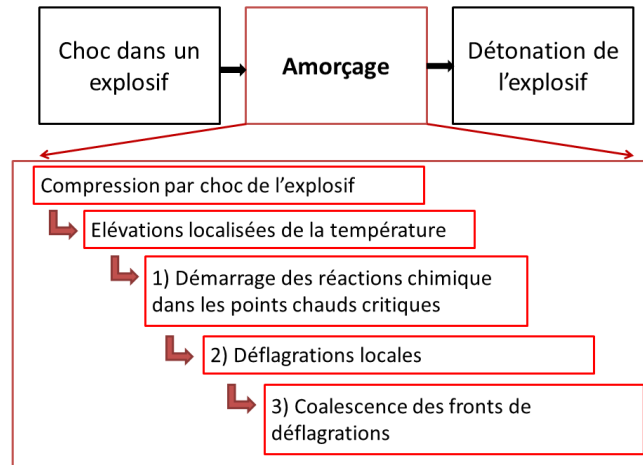 Choc dans un
explosif
Amorçage
Détonation de
l’explosif
Compression par choc de l’explosif
Elévations localisées de la température
1) Démarrage des réactions chimique
dans les points chauds critiques
2) Déflagrations locales
3) Coalescence des fronts de
déflagrations